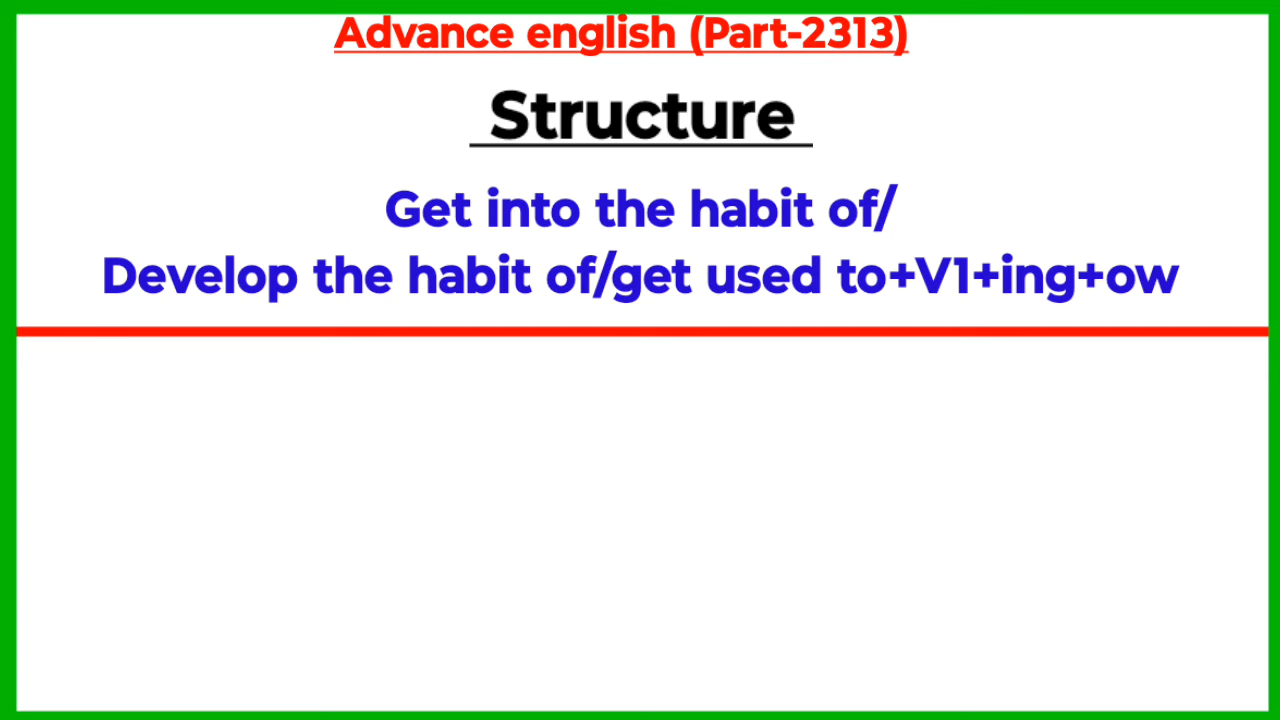 Advance english (Part-2313)
Structure
Get into the habit of/
Develop the habit of/get used to+V1+ing+ow